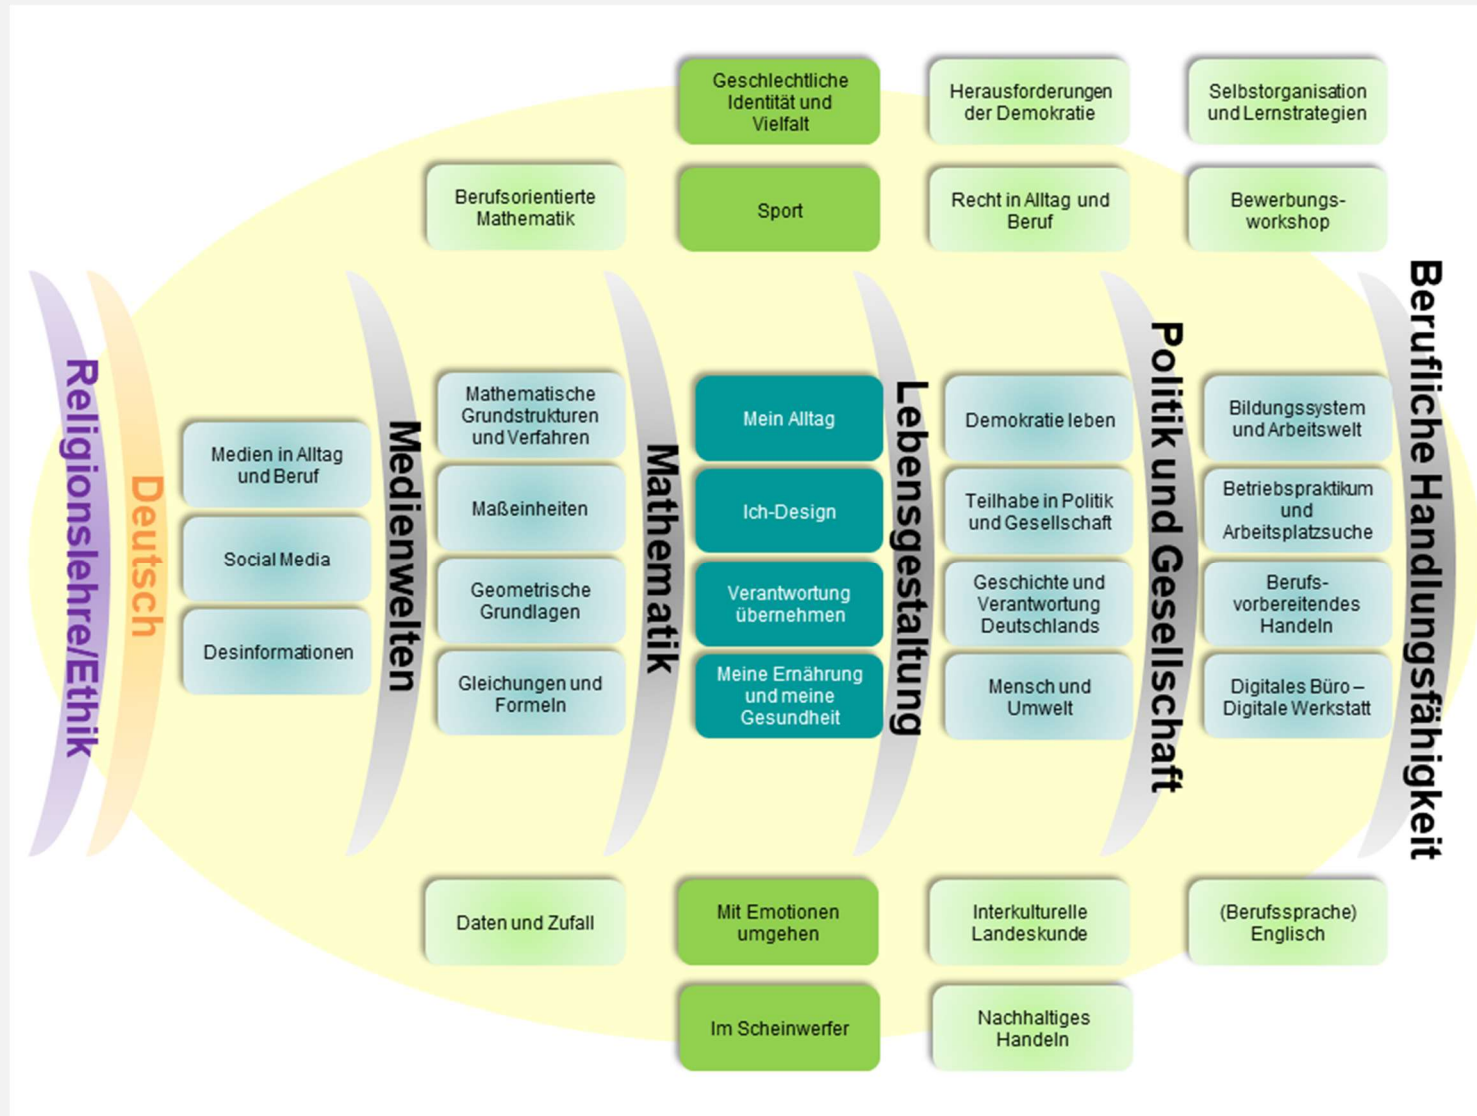 Geschlechtliche
Identität und
Vielfalt
Herausforderungen
der Demokratie
Selbstorganisation
und Lernstrategien
Berufsorientierte
Mathematik
Sport
Recht in Alltag und
Beruf
Bewerbungs-
workshop
Religionslehre/Ethik
Deutsch
Medien in Alltag
und Beruf
Social Media
Desinformationen
Medienwelten
Mathematische
Grundstrukturen
und Verfahren
Maßeinheiten
Geometrische
Grundlagen
Gleichungen und
Formeln
Mathematik
Mein Alltag
Ich-Design
Verantwortung
übernehmen
Meine Ernährung
und meine
Gesundheit
Lebensgestaltung
Demokratie leben
Teilhabe in Politik
und Gesellschaft
Geschichte und
Verantwortung
Deutschlands
Mensch und
Umwelt
Politik und Gesellschaft
Bildungssystem
und Arbeitswelt
Betriebspraktikum
und
Arbeitsplatzsuche
Berufs-
vorbereitendes
Handeln
Digitales Büro –
Digitale Werkstatt
Berufliche Handlungsfähigkeit
Daten und Zufall
Mit Emotionen
umgehen
Interkulturelle
Landeskunde
(Berufssprache)
Englisch
Im Scheinwerfer
Nachhaltiges
Handeln